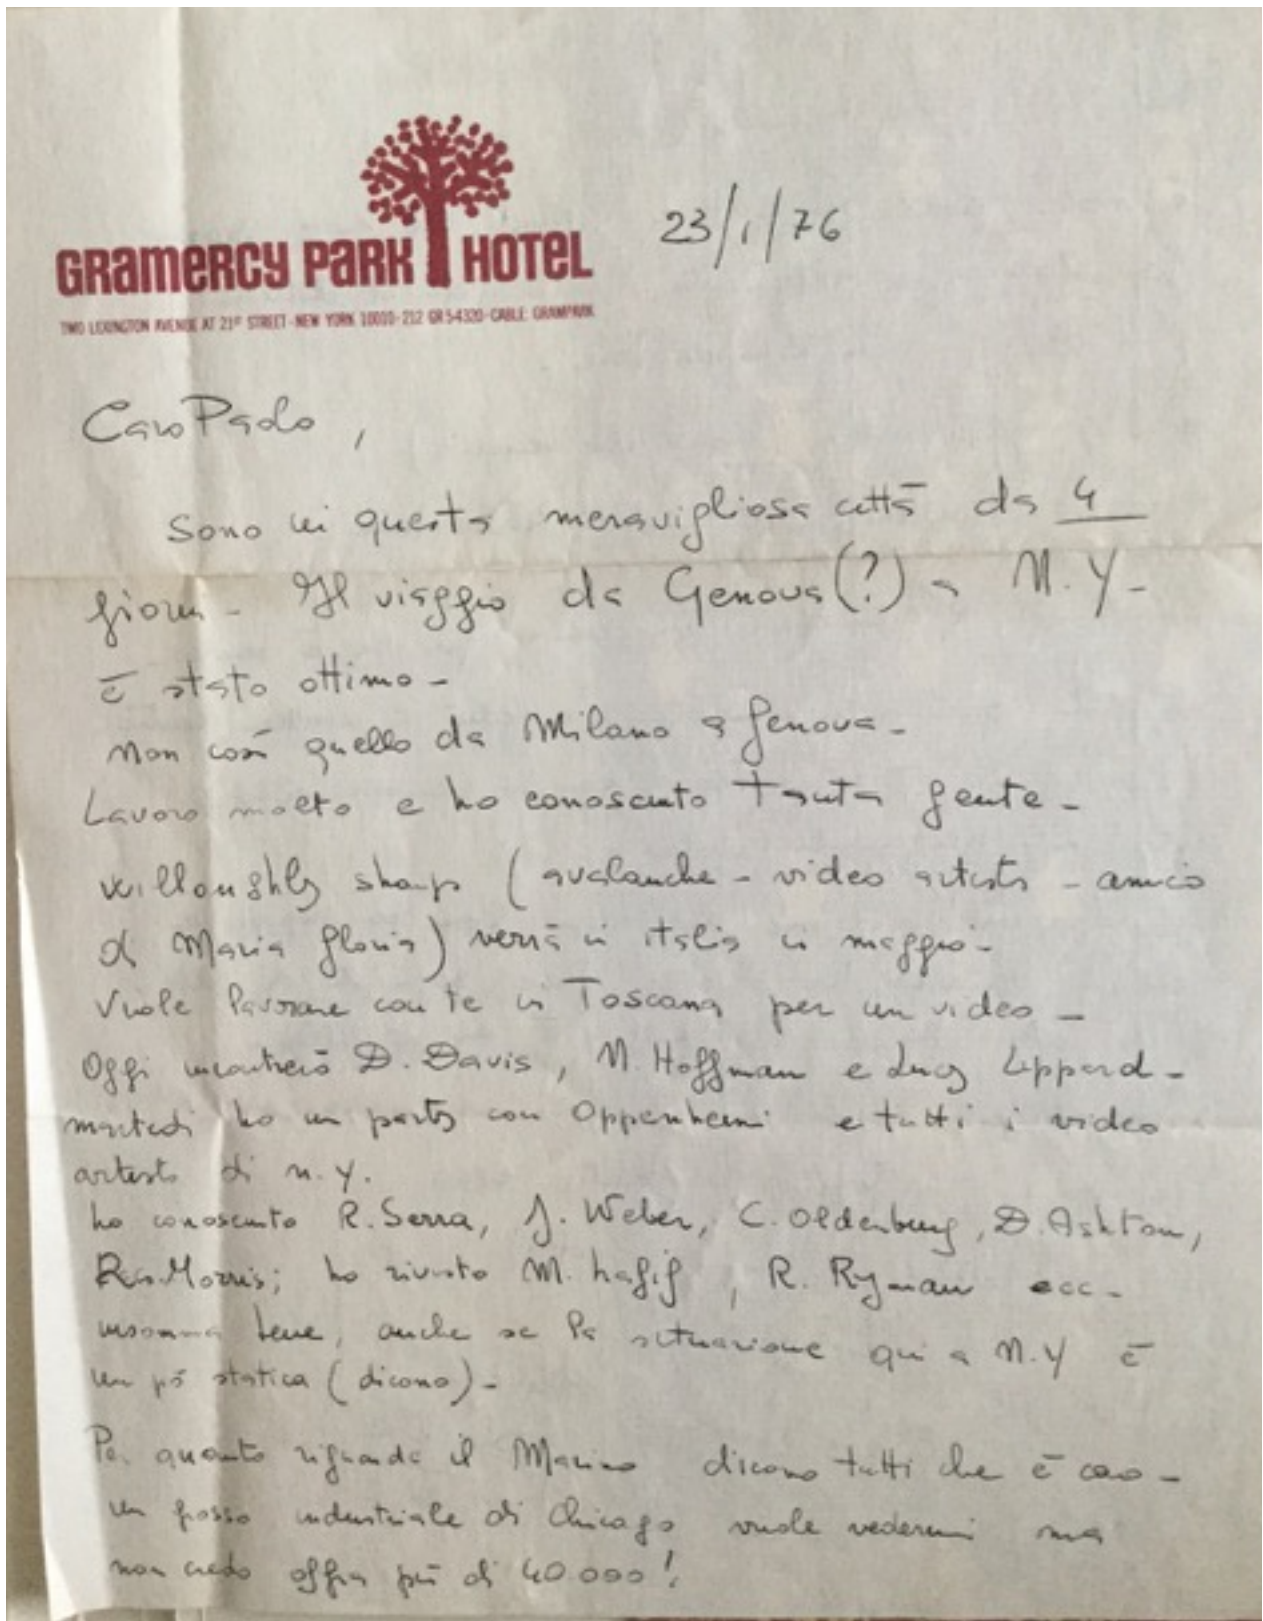 GRAMERCY PARK HOTEL
TWO LEXINGTON AVENUE AT 21ST STREET-NEW YORK 10010-212 GR 5-4320-CABLE: GRAMPARK
23/1/76
Caro Paolo,
Sono in questa meravigliosa città da 4
giorni - Il viaggio da Genova (?) a N.Y-
è stato ottimo -
Non così quello da Milano a Genova -
Lavoro molto e ho conosciuto tanta gente -
Willoughby Sharp (avalanche - video artista - amico
di Maria Gloria) verrà in italia in maggio -
Vuole lavorare con te in Toscana per un video -
Oggi incontrerò D. Davis, N. Hoffman e Lucy Lippard -
martedi ho un party con Oppenheim e tutti i video
artisti di n.y.
ho conosciuto R. Serra, J. Weber, C. Oldenburg, D. Ashton,
R. Morris; ho rivisto M. hafif, R. Ryman ecc -
insomma bene, anche se la situazione qui a N.Y è
un pò statica (dicono) -
Per quanto riguarda il Marino dicono tutti che è caro -
un grosso industriale di Chicago vuole vedermi ma
non credo offra più di 40.000!